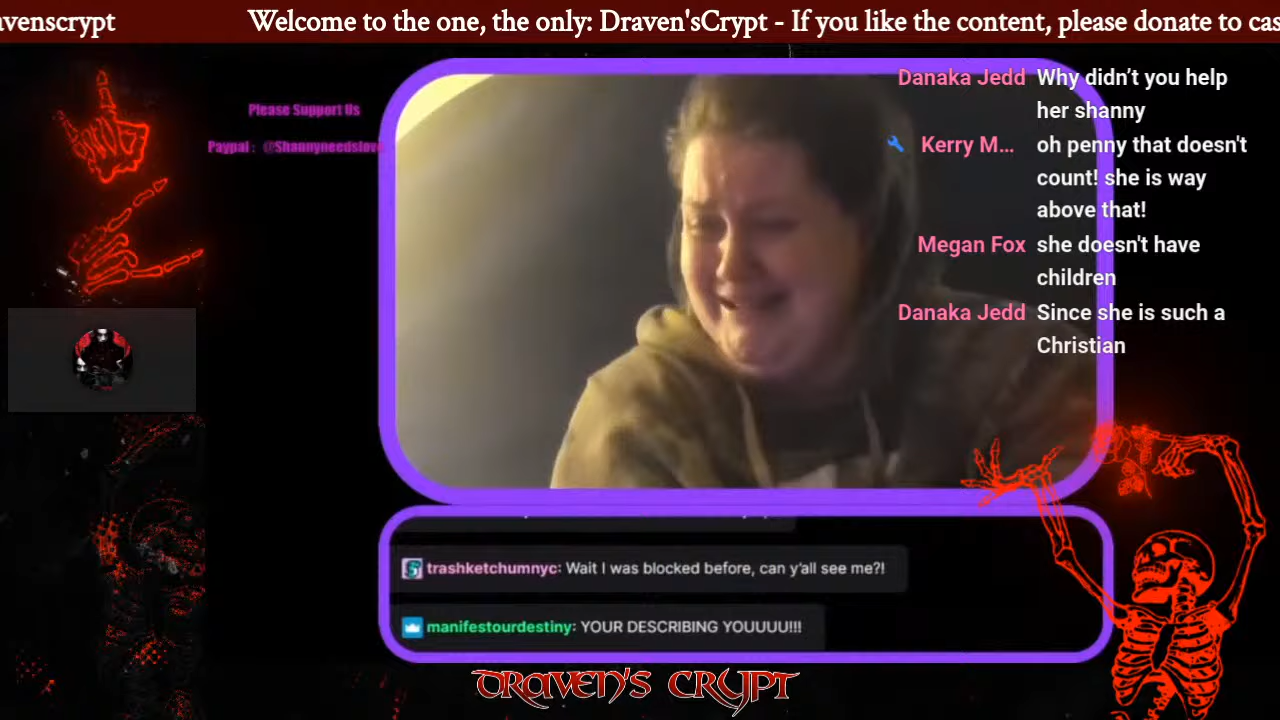 avenscrypt
Welcome to the one, the only: Draven'sCrypt - If you like the content, please donate to cas
Please Support Us
Paypal : @Shannyneedslove
Danaka Jedd Why didn’t you help
her shanny
Kerry M... oh penny that doesn't
count! she is way
above that!
Megan Fox she doesn't have
children
Danaka Jedd Since she is such a
Christian
trashketchumnyc: Wait I was blocked before, can y'all see me?!
manifestourdestiny: YOUR DESCRIBING YOUUUU!!!
DRAVEN'S CRYPT